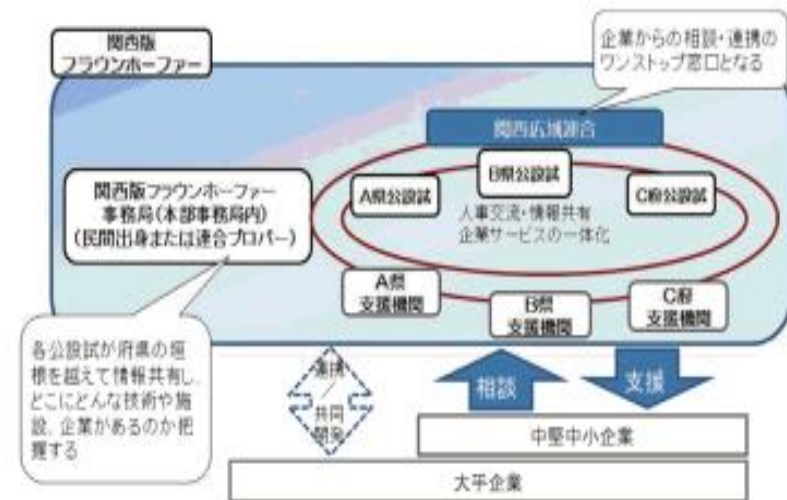 関西版
フラウンホーファー
企業からの相談・連携の
ワンストップ窓口となる
関西広域連合
関西版フラウンホーファー
事務局(本部事務局内)
(民間出身または連合プロパー)
A県公設試
B県公設試
C府公設試
人事交流・情報共有
企業サービスの一体化
A県
支援機関
B県
支援機関
C府
支援機関
各公設試が府県の垣
根を越えて情報共有し、
どこにどんな技術や施
設、企業があるのか把
握する
連携
／
共同
開発
相談
支援
中堅中小企業
大手企業